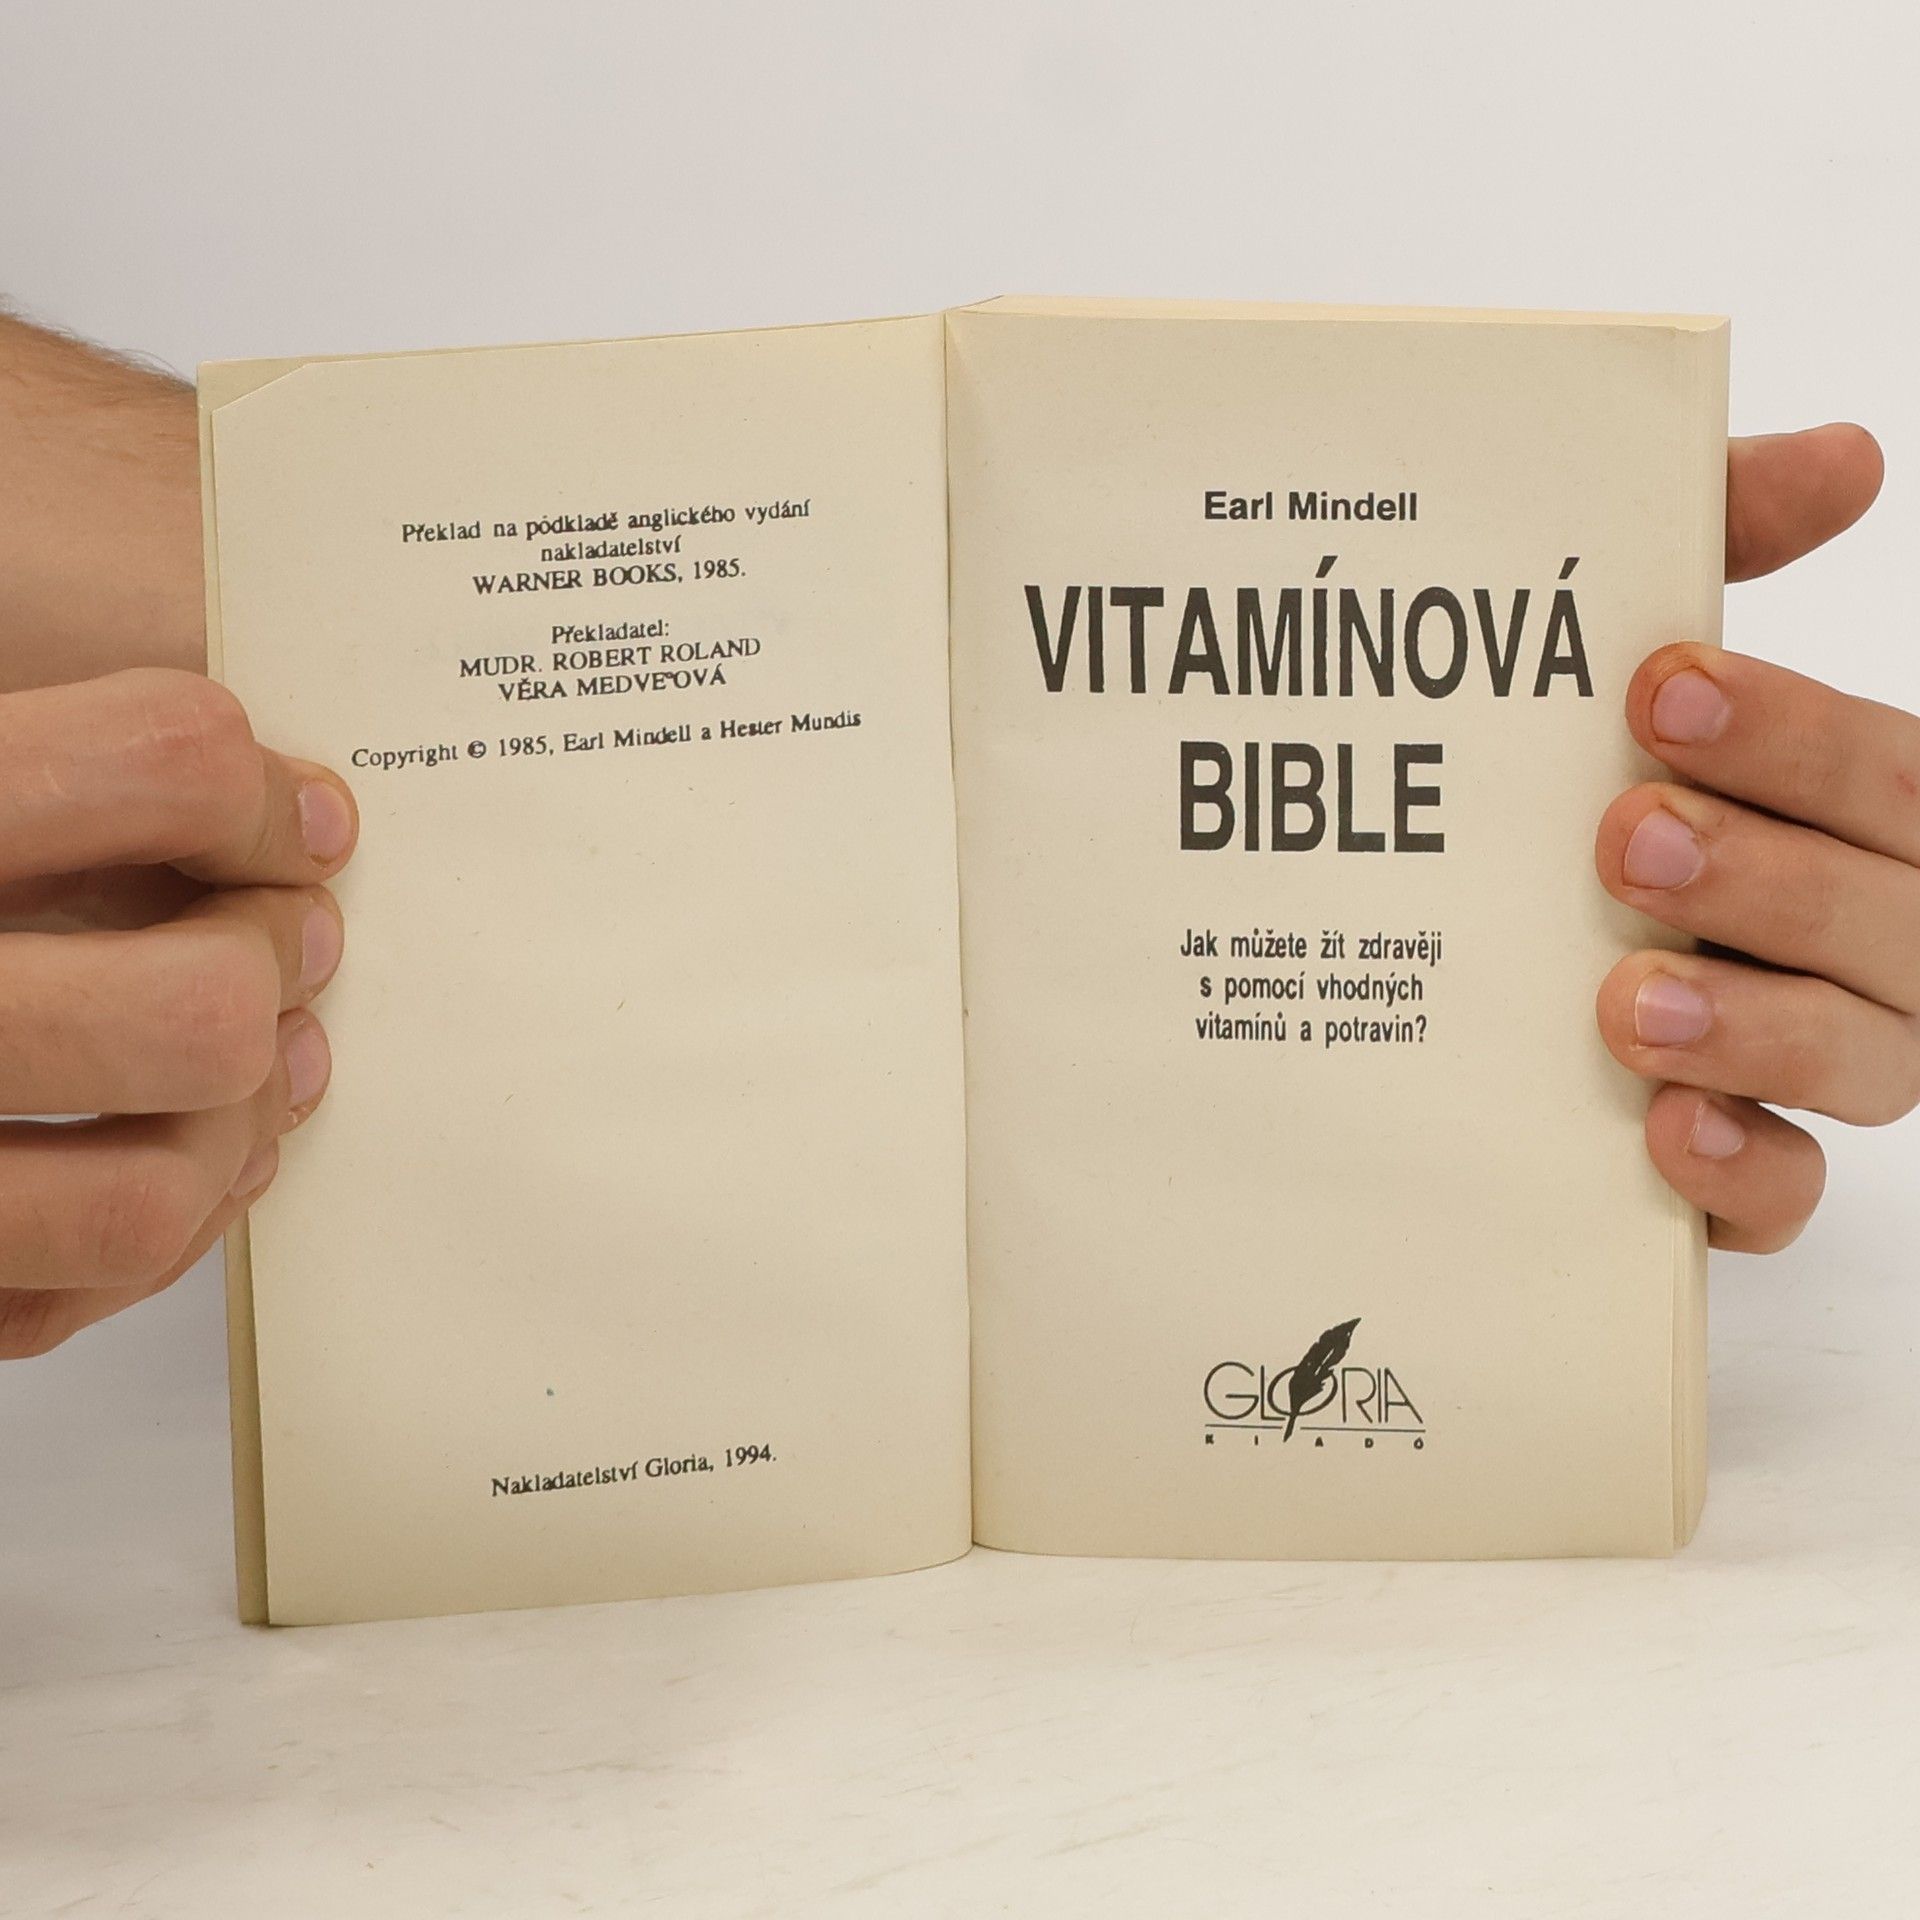 Překlad na pódkladě anglického vydání
nakladatelství
WARNER BOOKS, 1985.
Překladatel:
MUDR. ROBERT ROLAND
VĚRA MEDVEĎOVÁ
Copyright © 1985, Earl Mindell a Hester Mundis
Nakladatelství Gloria, 1994.
Earl Mindell
VITAMÍNOVÁ
BIBLE
Jak můžete žít zdravěji
s pomocí vhodných
vitamínů a potravin?
GLORIA
KIADÓ